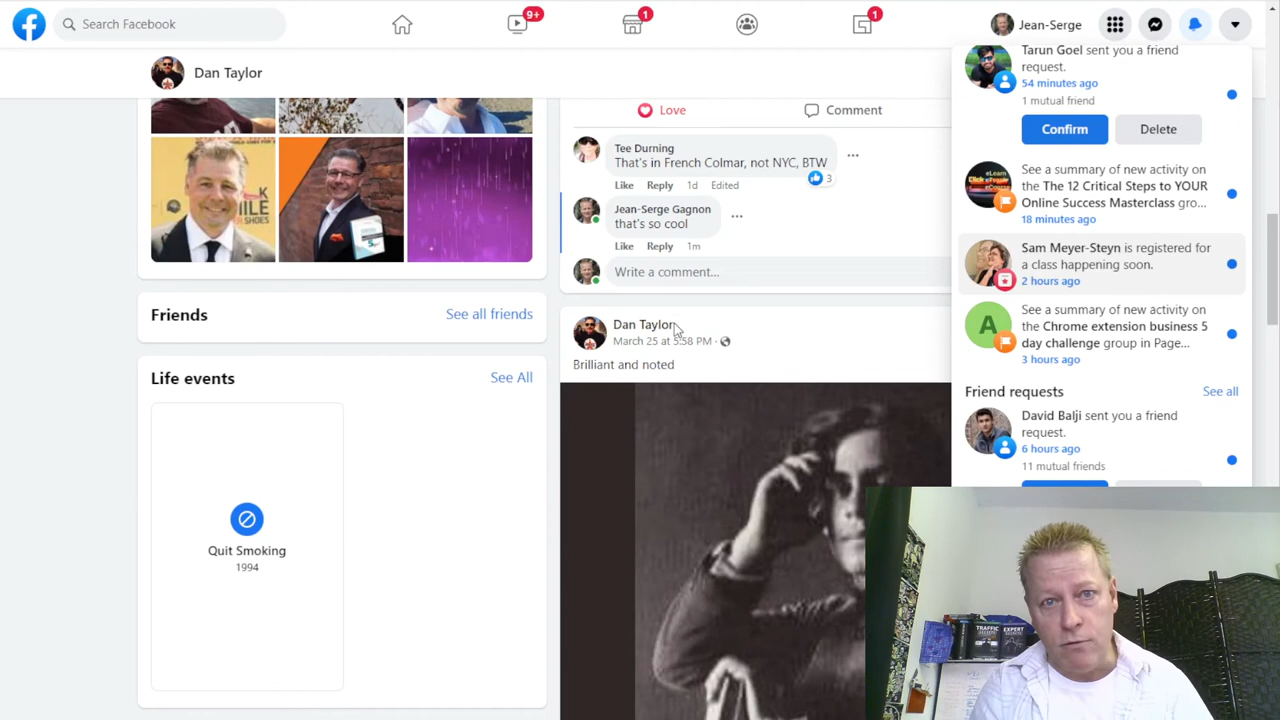 Search Facebook
9+
1
1
Jean-Serge
Dan Taylor
Love
Comment
Tee Durning
That's in French Colmar, not NYC, BTW
3
Like Reply 1d Edited
Jean-Serge Gagnon
that's so cool
Like Reply 1m
Write a comment...
Friends
See all friends
Life events
See All
Quit Smoking
1994
Dan Taylor
March 25 at 5:58 PM ·
Brilliant and noted
Tarun Goel sent you a friend
request.
54 minutes ago
1 mutual friend
Confirm
Delete
See a summary of new activity on
the The 12 Critical Steps to YOUR
Online Success Masterclass gro...
18 minutes ago
Sam Meyer-Steyn is registered for
a class happening soon.
2 hours ago
A
See a summary of new activity on
the Chrome extension business 5
day challenge group in Page...
3 hours ago
Friend requests
See all
David Balji sent you a friend
request.
6 hours ago
11 mutual friends
TRAFFIC
SECRETS
EXPERT
SECRETS